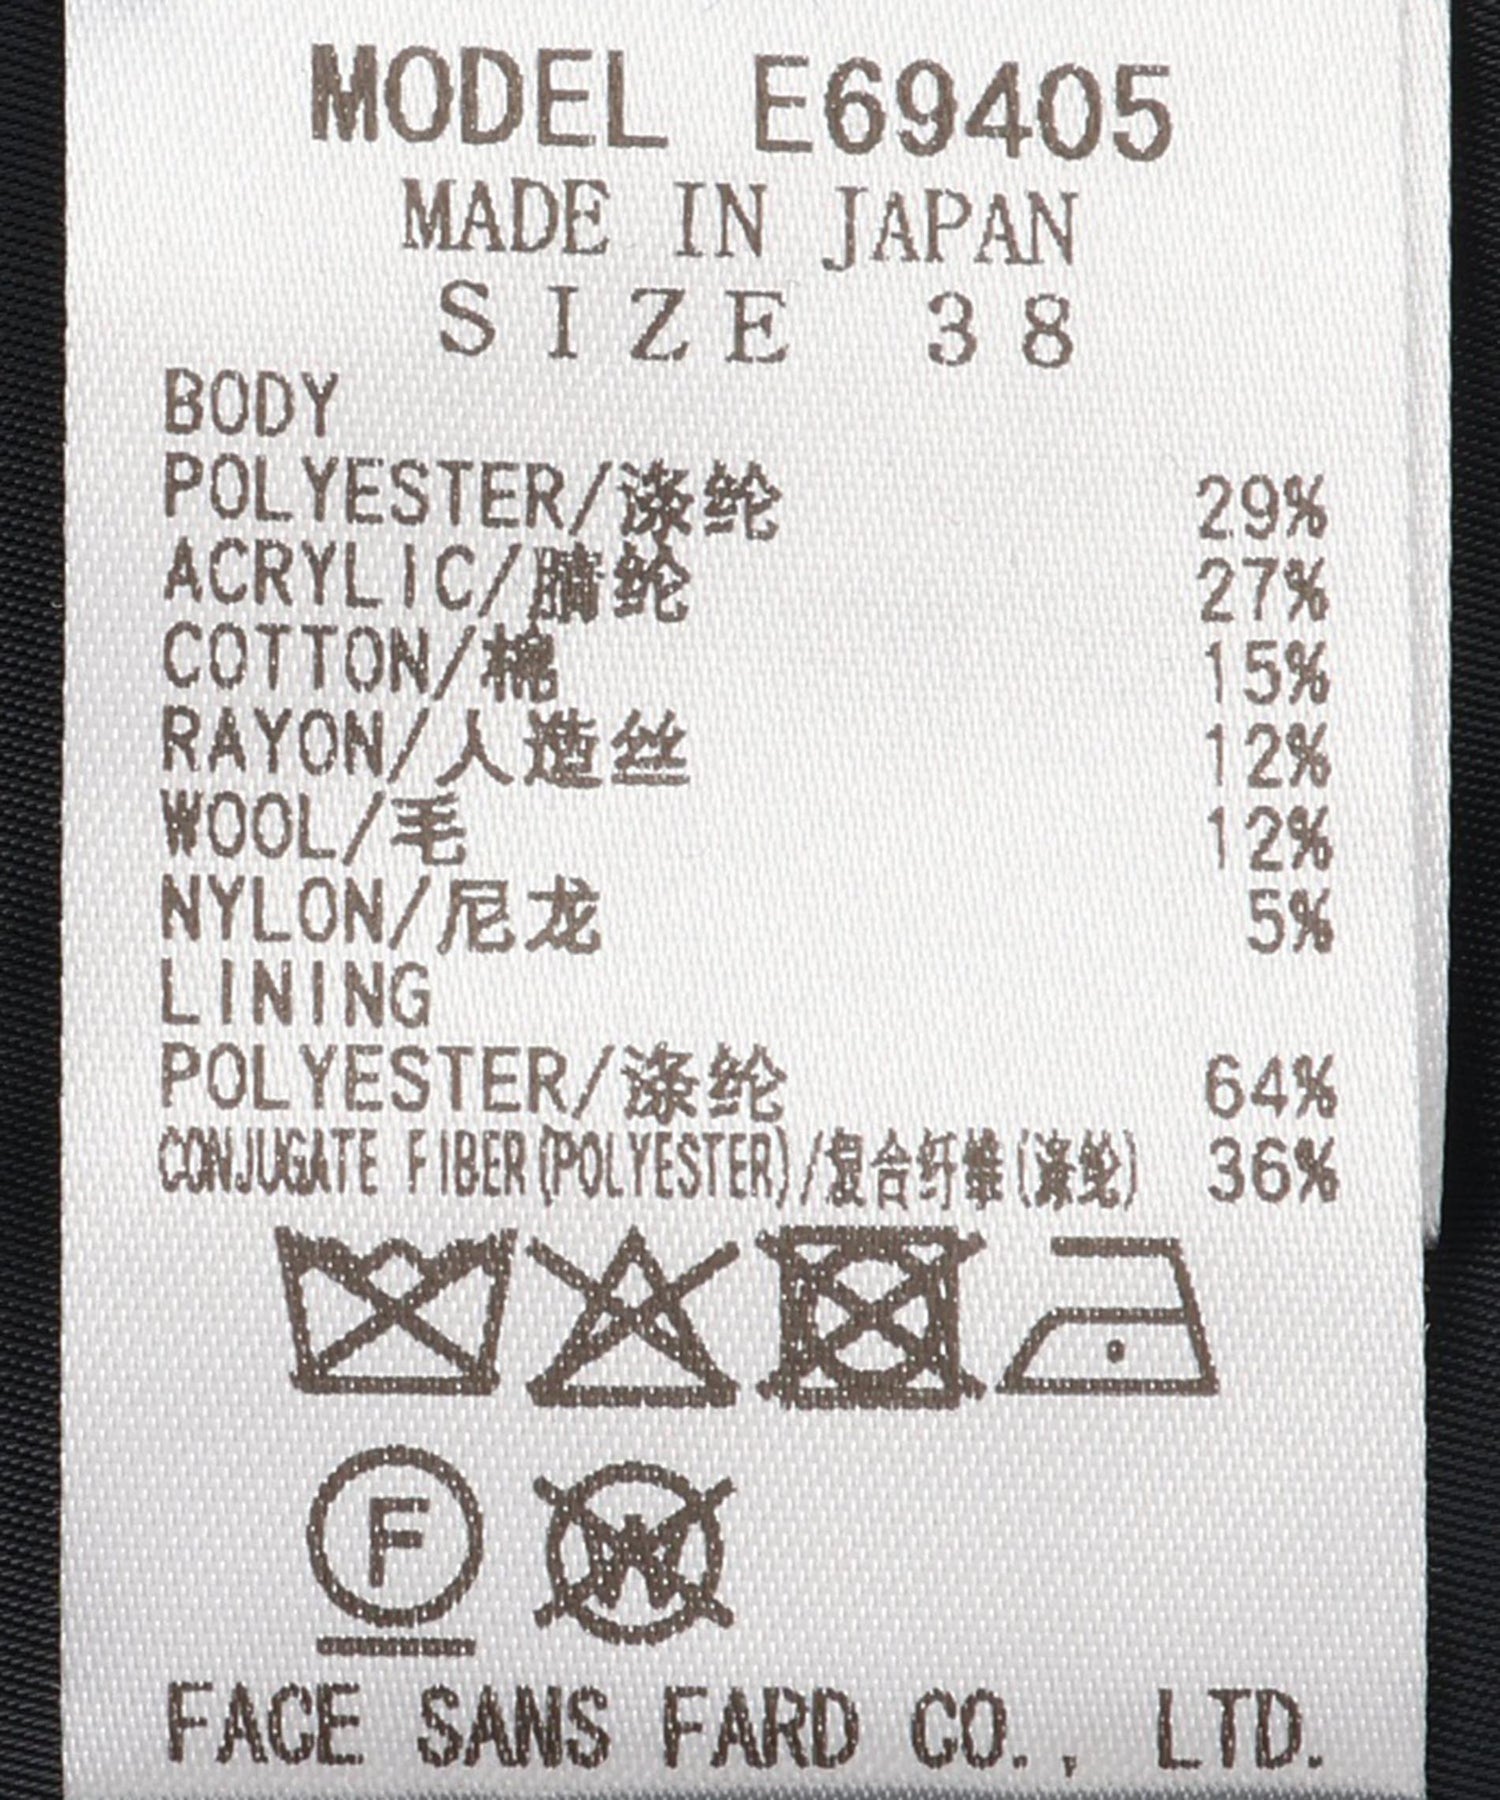 MODEL E69405
MADE IN JAPAN
SIZE 38
BODY
POLYESTER/涤纶 29%
ACRYLIC/腈纶 27%
COTTON/棉 15%
RAYON/人造丝 12%
WOOL/毛 12%
NYLON/尼龙 5%
LINING
POLYESTER/涤纶 64%
CONJUGATE FIBER(POLYESTER)/复合纤维(涤纶) 36%
F W
FACE SANS FARD CO., LTD.